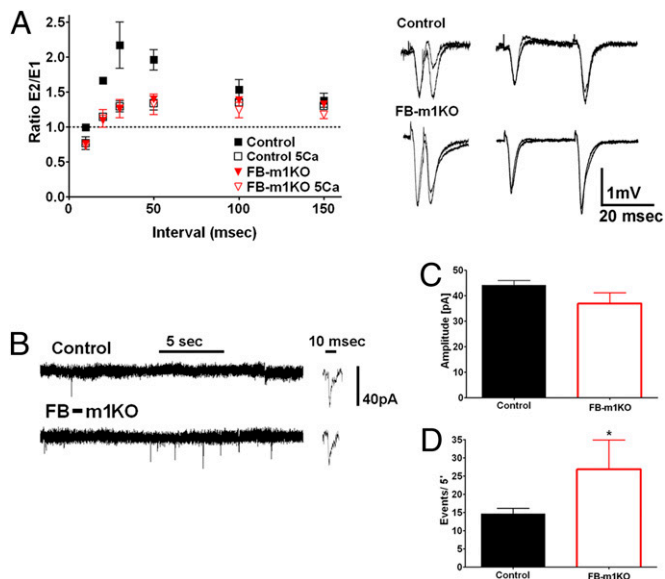 A
Ratio E2/E1
2.5
2.0
1.5
1.0
0.5
0.0
0
50
100
150
Interval (msec)
Control
Control 5Ca
FB-m1KO
FB-m1KO 5Ca
Control
FB-m1KO
1mV
20 msec
B
Control
5 sec
10 msec
40pA
FB-m1KO
C
Amplitude [pA]
50
40
30
20
10
0
Control
FB-m1KO
D
Events/ 5'
35
30
25
20
15
10
5
0
*
Control
FB-m1KO